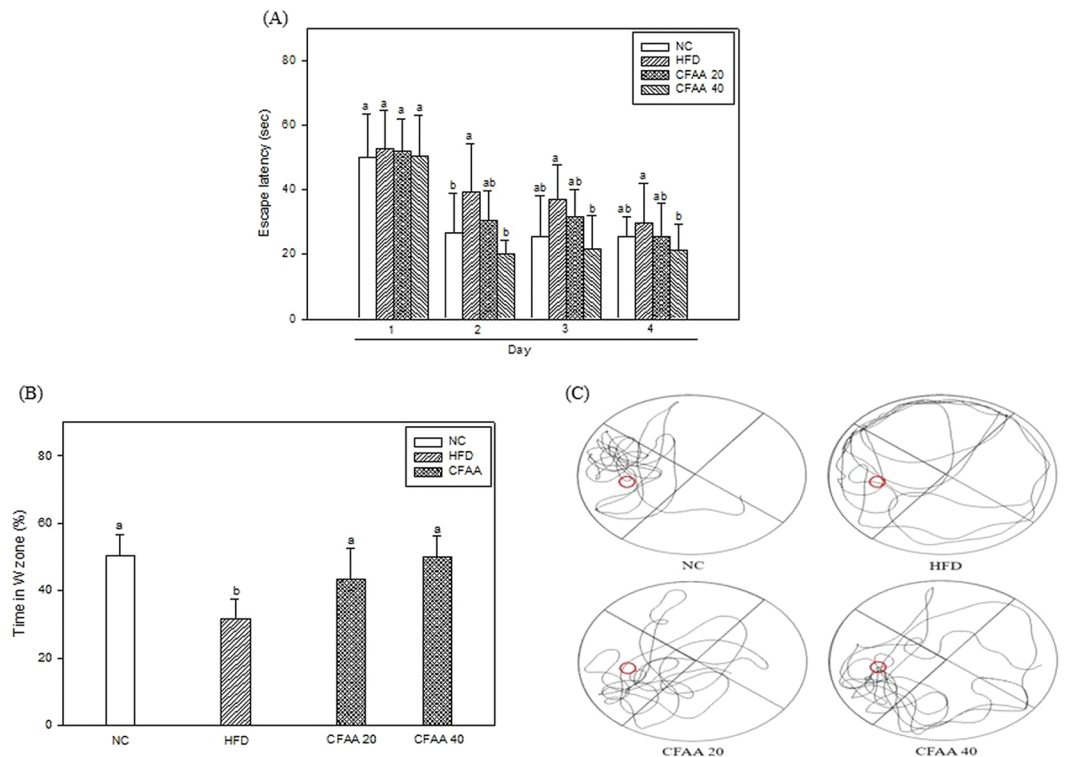 (A)
Escape latency (sec)
80
60
40
20
0
NC
HFD
CFAA 20
CFAA 40
a a a a
b a ab b
ab a ab b
ab a ab b
1 2 3 4
Day
(B)
Time in W zone (%)
80
60
40
20
0
NC
HFD
CFAA
a b a a
NC HFD CFAA 20 CFAA 40
(C)
NC HFD
CFAA 20 CFAA 40